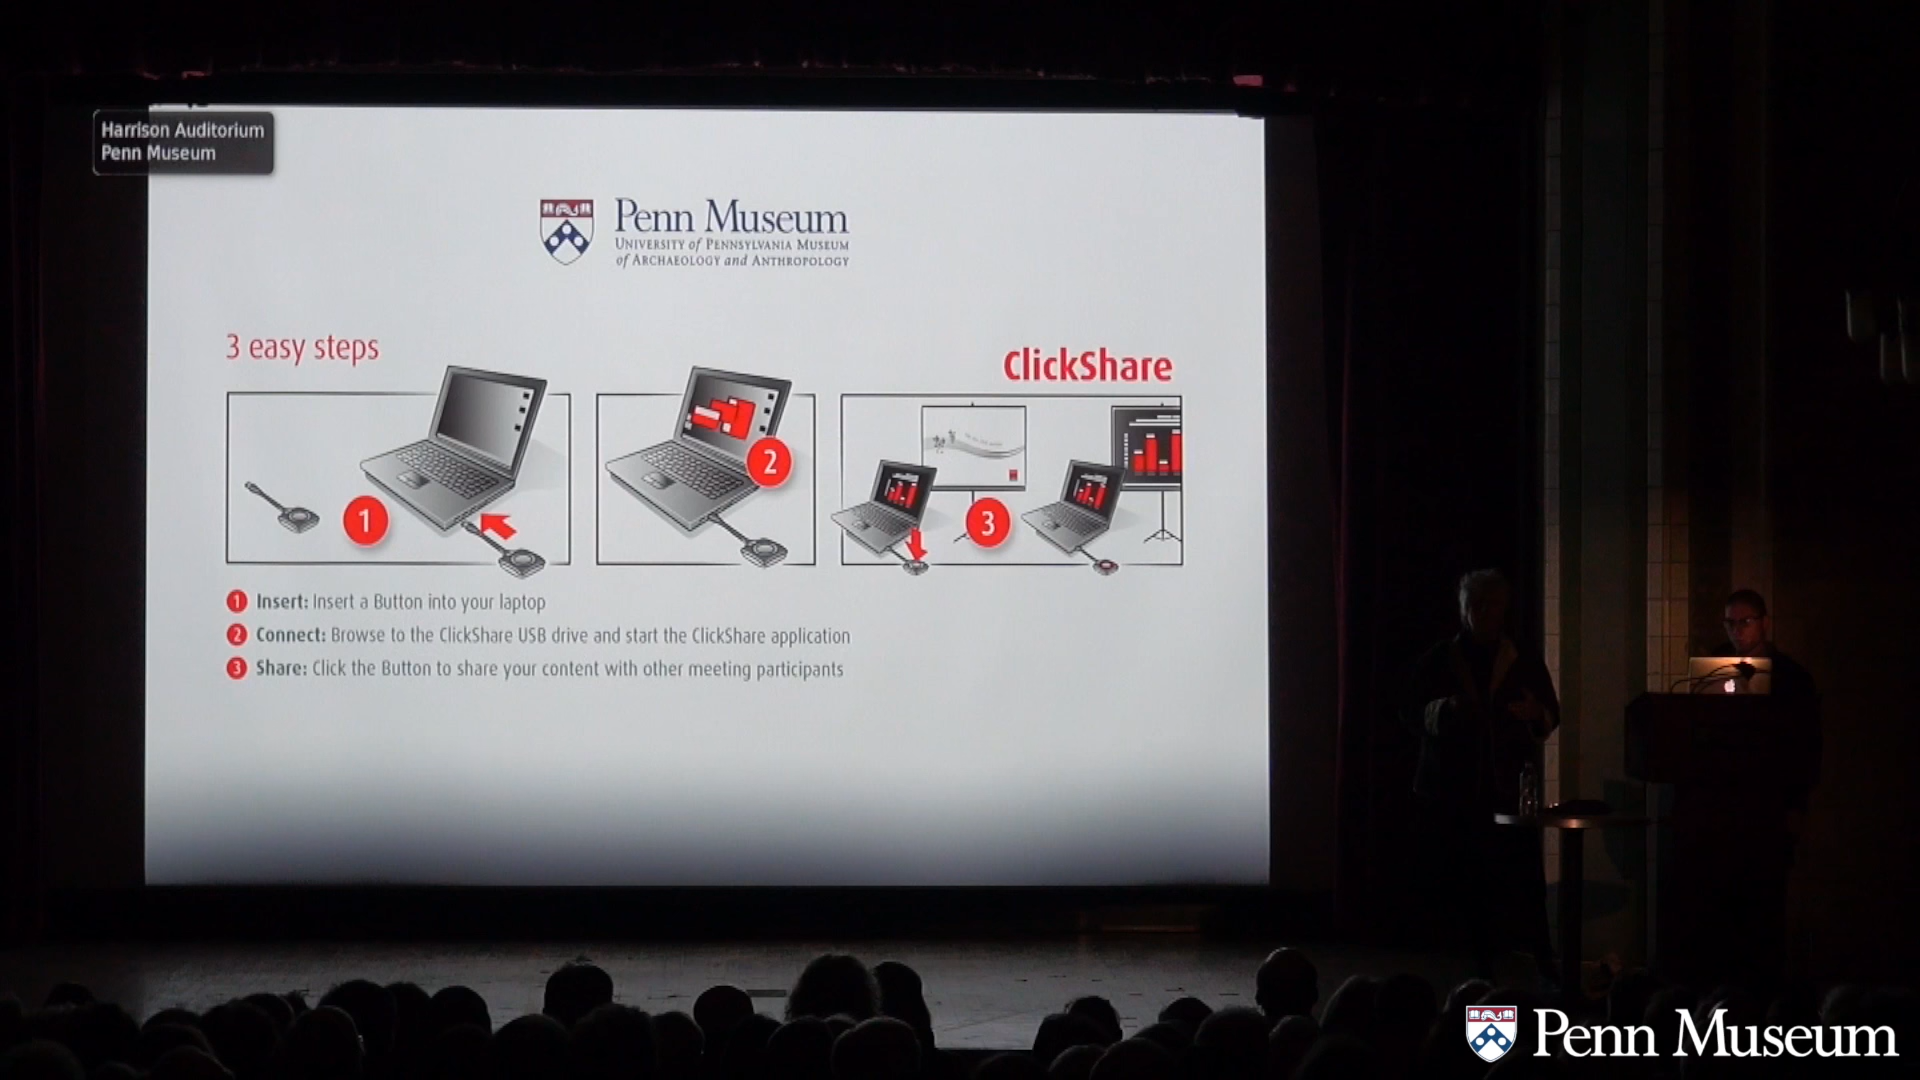 Harrison Auditorium
Penn Museum
Penn Museum
UNIVERSITY of PENNSYLVANIA MUSEUM
of ARCHAEOLOGY and ANTHROPOLOGY
3 easy steps
ClickShare
1
2
3
1 Insert: Insert a Button into your laptop
2 Connect: Browse to the ClickShare USB drive and start the ClickShare application
3 Share: Click the Button to share your content with other meeting participants
Penn Museum